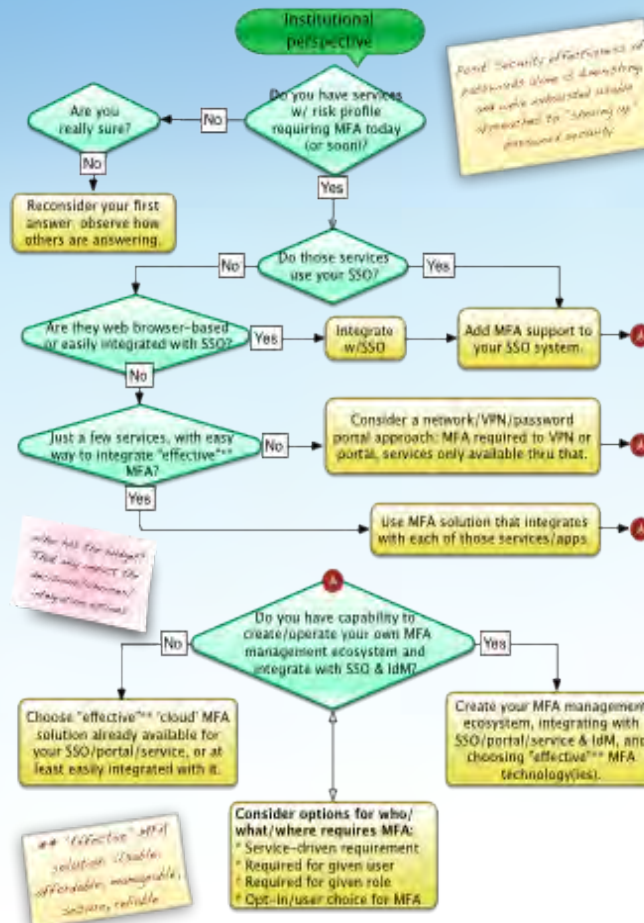 Institutional
perspective
Do you have services
w/ risk profile
requiring MFA today
(or soon)?
No
Are you
really sure?
No
Reconsider your first
answer, observe how
others are answering.
Yes
Do those services
use your SSO?
No
Yes
Are they web browser-based
or easily integrated with SSO?
Yes
Integrate
w/SSO
Add MFA support to
your SSO system.
A
No
Just a few services, with easy
way to integrate "effective"**
MFA?
No
Consider a network/VPN/password
portal approach: MFA required to VPN or
portal, services only available thru that.
A
Yes
Use MFA solution that integrates
with each of those services/apps.
A
A
Do you have capability to
create/operate your own MFA
management ecosystem and
integrate with SSO & IdM?
No
Yes
Choose "effective"** 'cloud' MFA
solution already available for
your SSO/portal/service, or at
least easily integrated with it.
Create your MFA management
ecosystem, integrating with
SSO/portal/service & IdM, and
choosing "effective"** MFA
technology(ies).
Consider options for who/
what/where requires MFA:
* Service-driven requirement
* Required for given user
* Required for given role
* Opt-in/user choice for MFA
security effectiveness of
passwords alone is
password security
** "Effective" MFA
solution: usable,
affordable, manageable,
secure, reliable